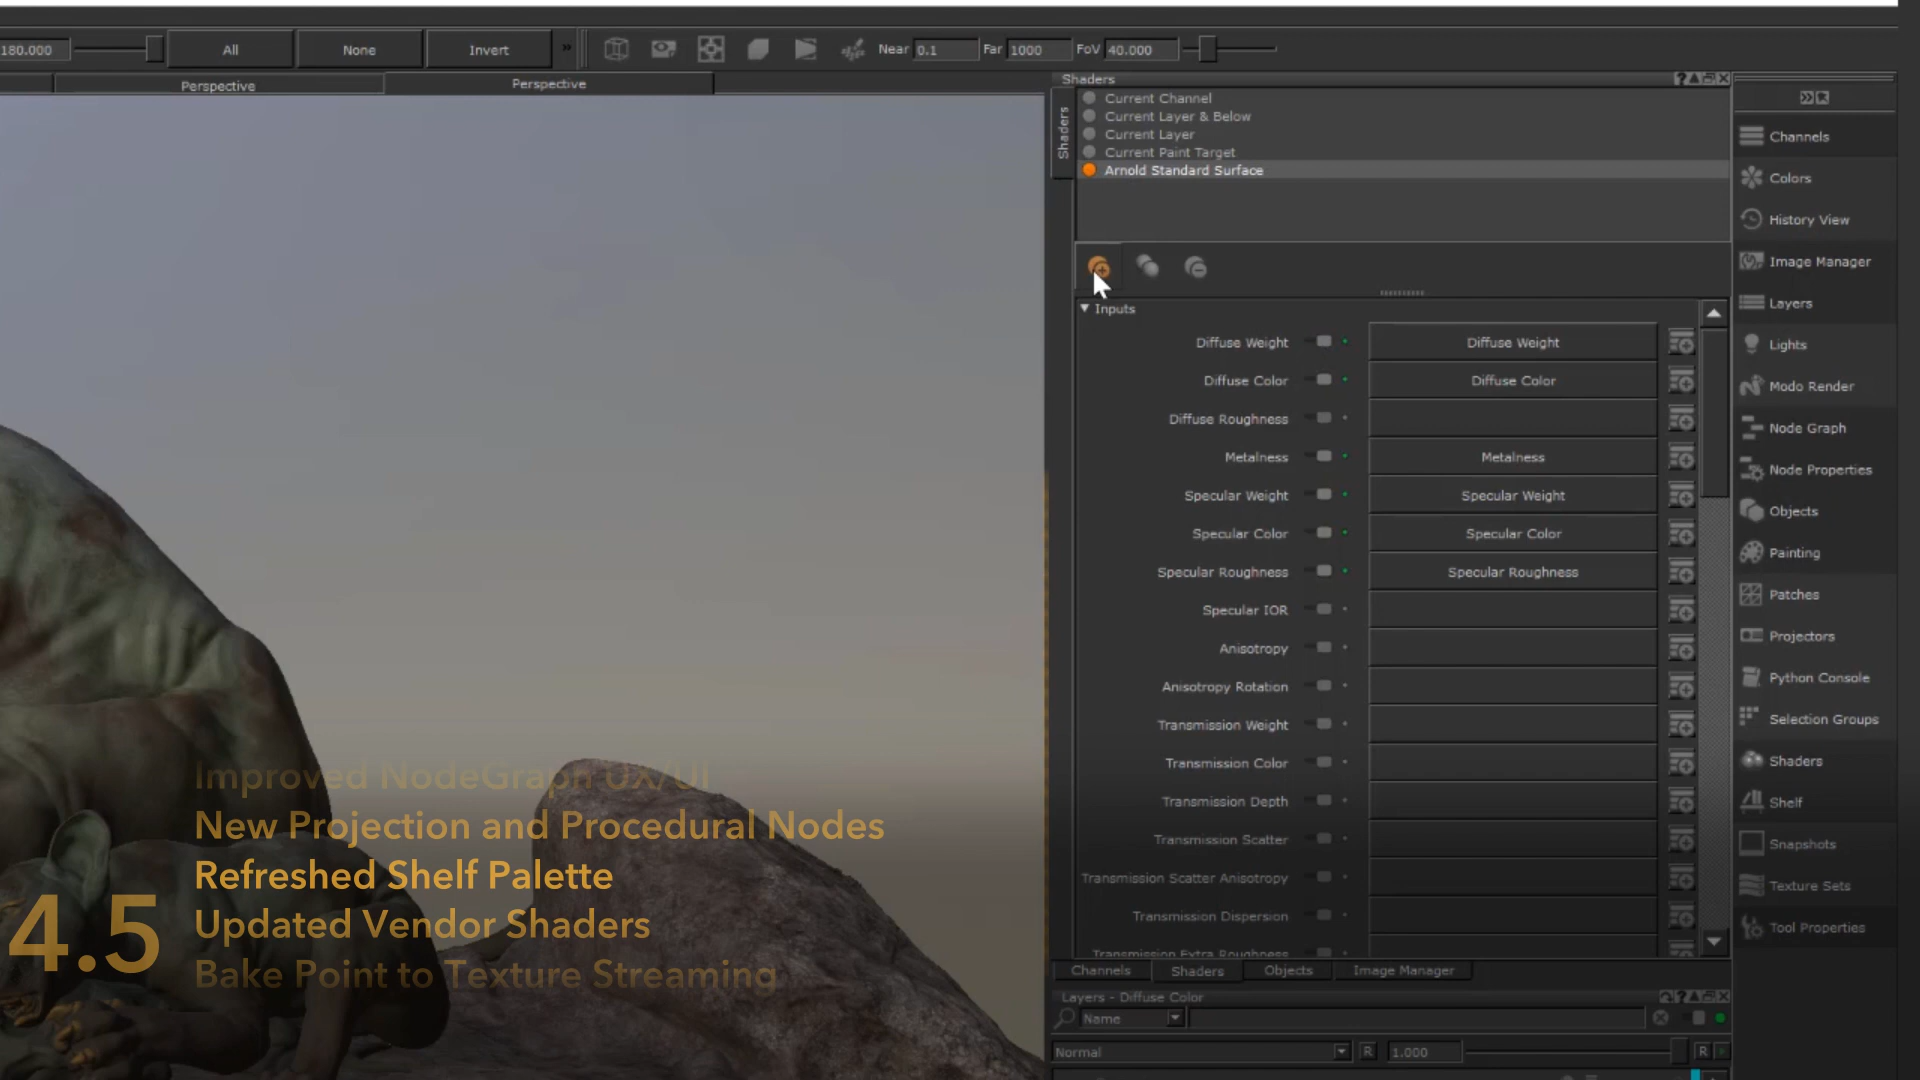 180.000
All
None
Invert
»
Near 0.1
Far 1000
FoV 40.000
Perspective
Perspective
Shaders
Shaders
Current Channel
Current Layer & Below
Current Layer
Current Paint Target
Arnold Standard Surface
Inputs
Diffuse Weight Diffuse Weight
Diffuse Color Diffuse Color
Diffuse Roughness
Metalness Metalness
Specular Weight Specular Weight
Specular Color Specular Color
Specular Roughness Specular Roughness
Specular IOR
Anisotropy
Anisotropy Rotation
Transmission Weight
Transmission Color
Transmission Depth
Transmission Scatter
Transmission Scatter Anisotropy
Transmission Dispersion
Transmission Extra Roughness
Channels
Shaders
Objects
Image Manager
Layers - Diffuse Color
Name
Normal
R
1.000
R
Channels
Colors
History View
Image Manager
Layers
Lights
Modo Render
Node Graph
Node Properties
Objects
Painting
Patches
Projectors
Python Console
Selection Groups
Shaders
Shelf
Snapshots
Texture Sets
Tool Properties
4.5
Improved NodeGraph UX/UI
New Projection and Procedural Nodes
Refreshed Shelf Palette
Updated Vendor Shaders
Bake Point to Texture Streaming